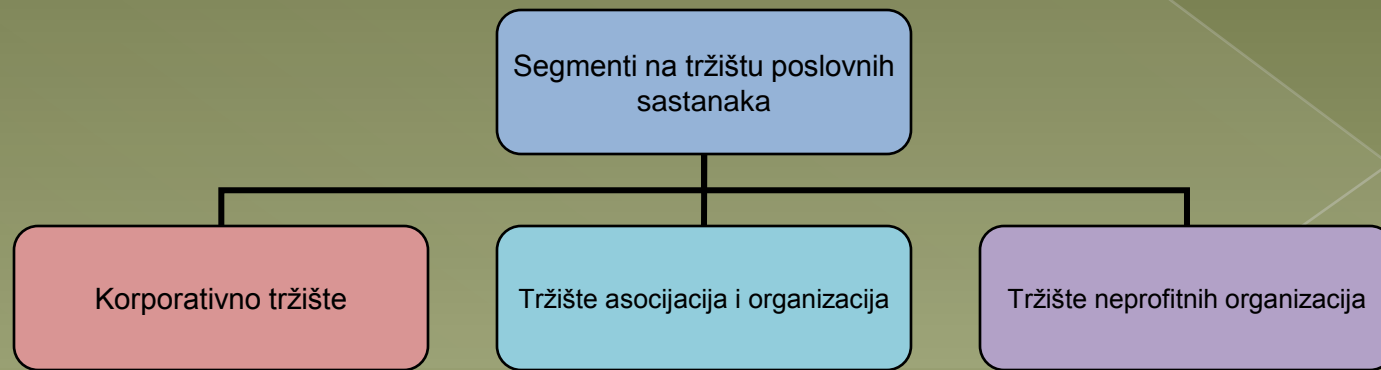 Segmenti na tržištu poslovnih
sastanaka
Korporativno tržište
Tržište asocijacija i organizacija
Tržište neprofitnih organizacija